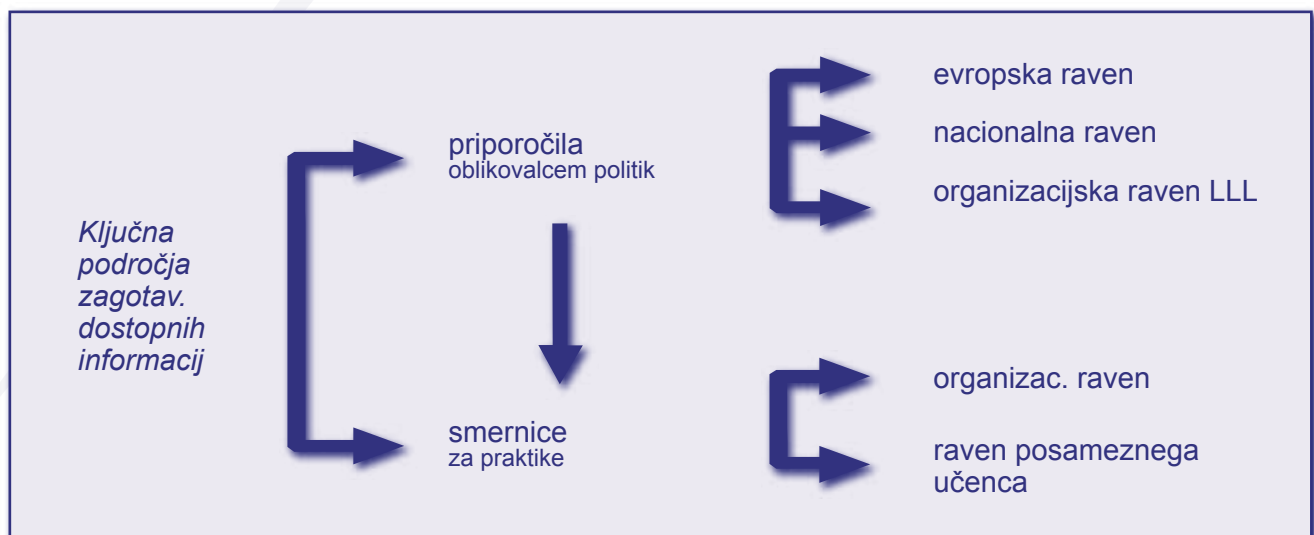 Ključna
področja
zagotav.
dostopnih
informacij
priporočila
oblikovalcem politik
smernice
za praktike
evropska raven
nacionalna raven
organizacijska raven LLL
organizac. raven
raven posameznega
učenca